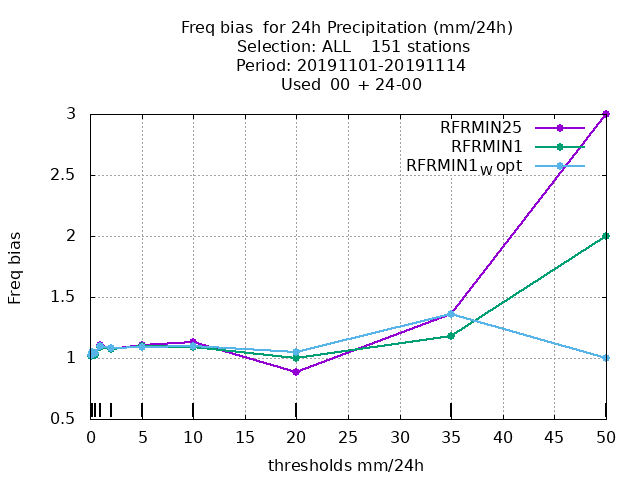 Freq bias  for 24h Precipitation (mm/24h)
Selection: ALL    151 stations
Period: 20191101-20191114
Used  00 + 24-00
RFRMIN25
RFRMIN1
RFRMIN1W opt
3
2.5
2
1.5
1
0.5
Freq bias
0 5 10 15 20 25 30 35 40 45 50
thresholds mm/24h